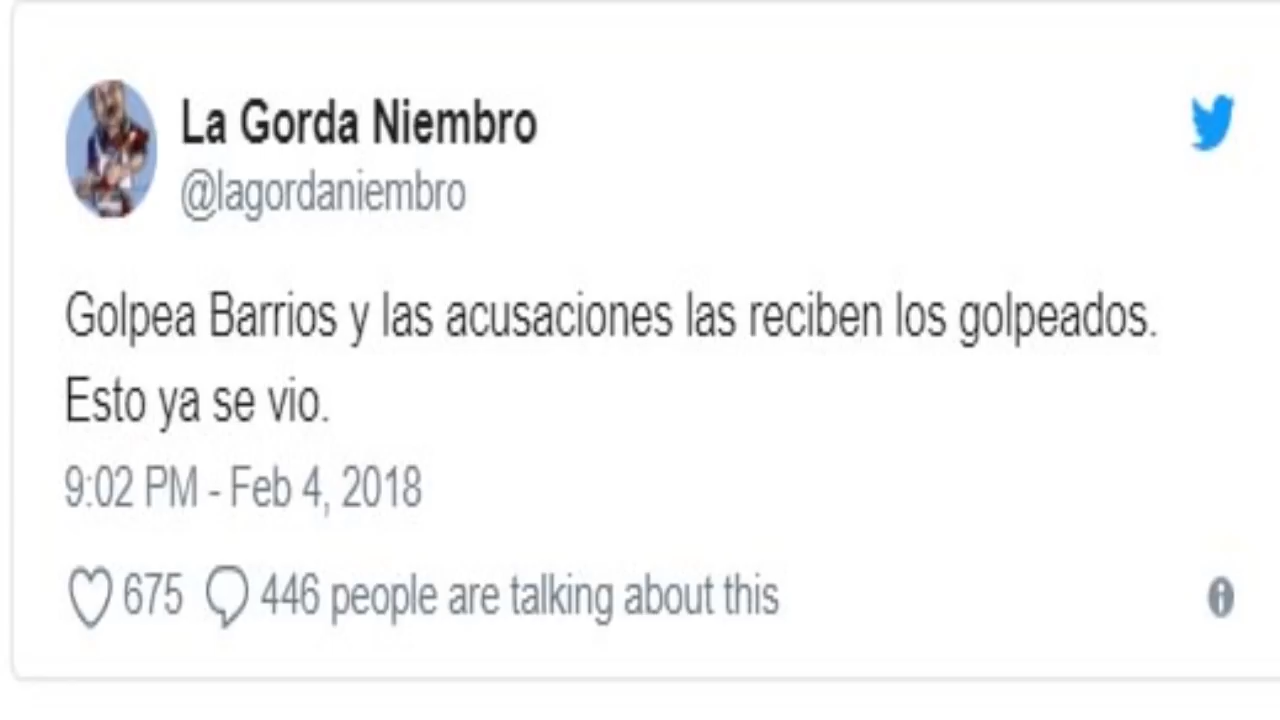 La Gorda Niembro
@lagordaniembro
Golpea Barrios y las acusaciones las reciben los golpeados.
Esto ya se vio.
9:02 PM - Feb 4, 2018
675 446 people are talking about this